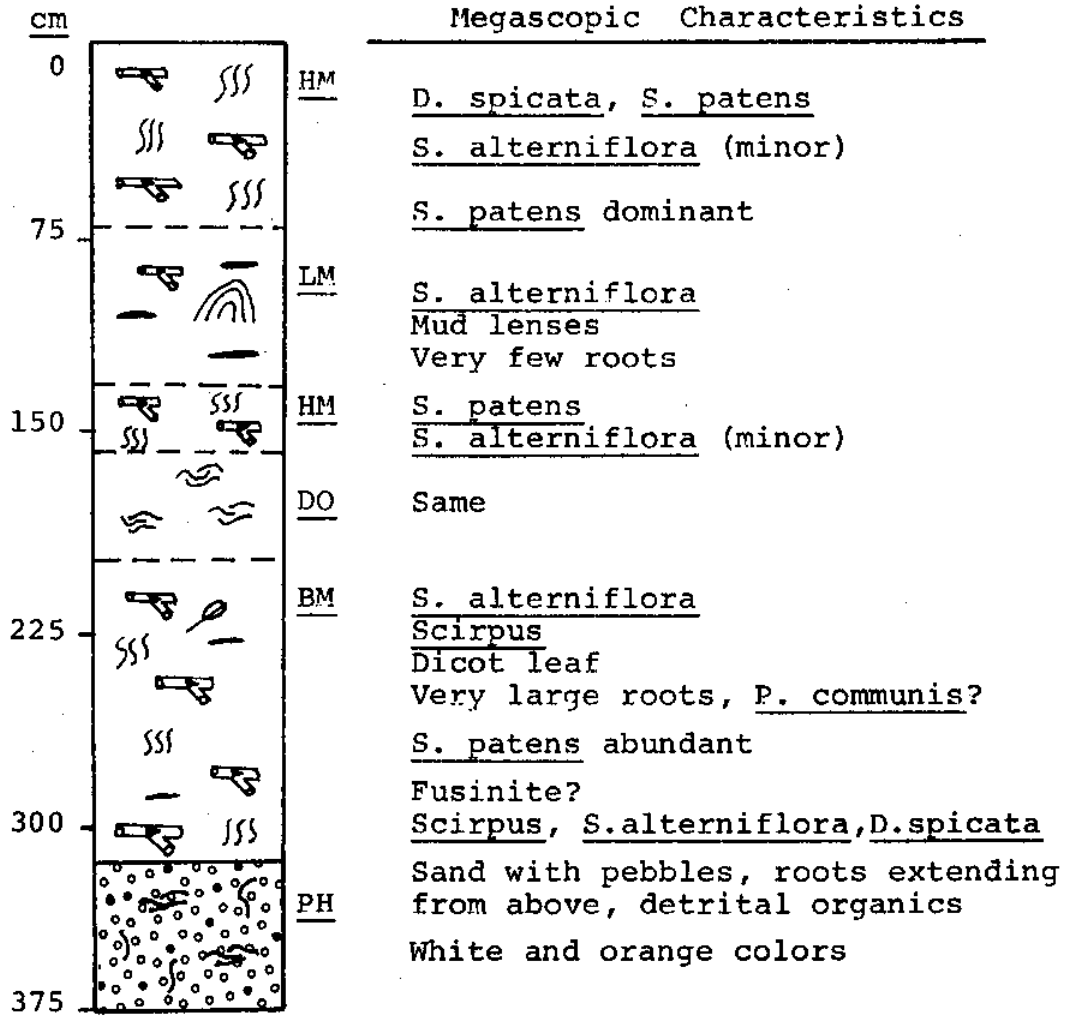 cm Megascopic Characteristics
0 HM
D. spicata, S. patens
S. alterniflora (minor)
S. patens dominant
75
LM
S. alterniflora
Mud lenses
Very few roots
150 HM S. patens
S. alterniflora (minor)
DO Same
BM S. alterniflora
225 Scirpus
Dicot leaf
Very large roots, P. communis?
S. patens abundant
Fusinite?
300 Scirpus, S.alterniflora,D.spicata
Sand with pebbles, roots extending
PH from above, detrital organics
White and orange colors
375